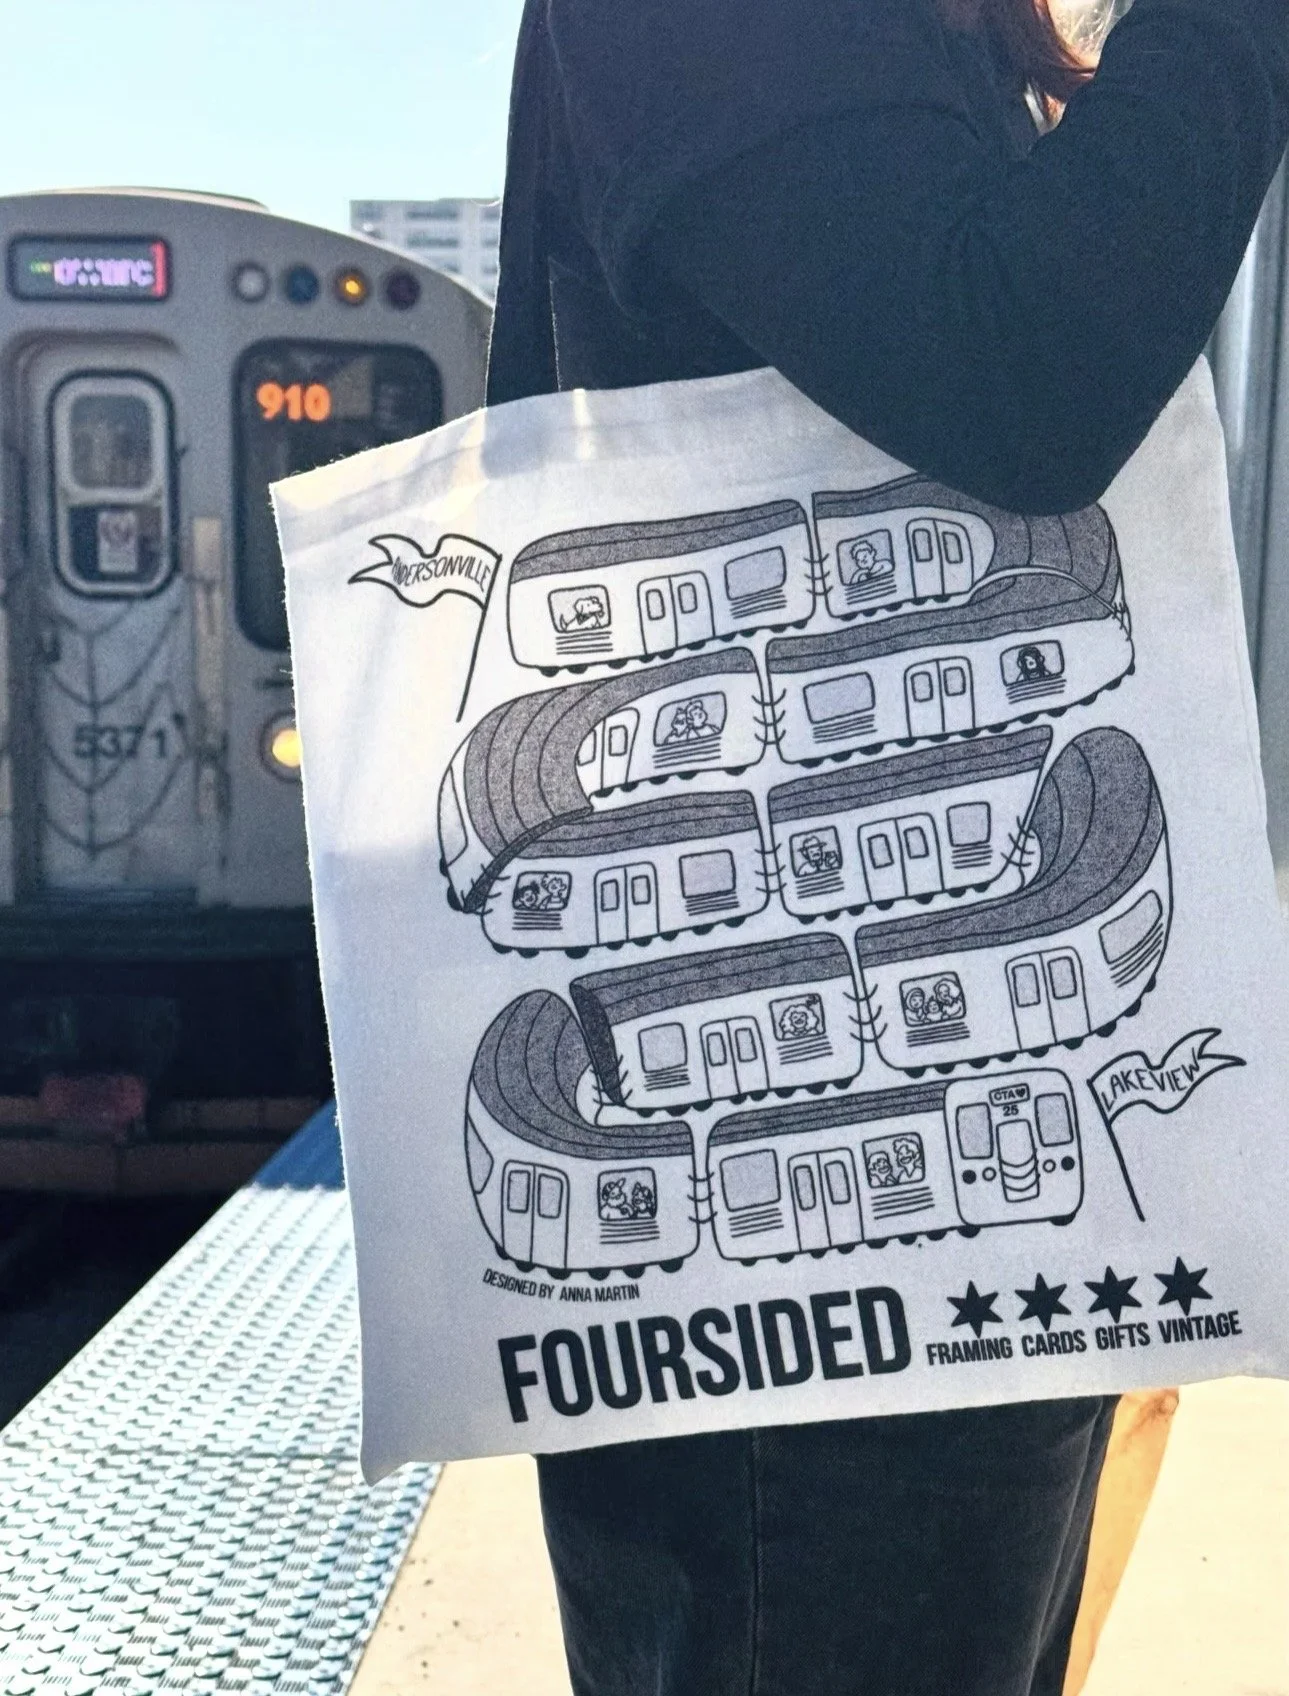 910
5371
ANDERSONVILLE
LAKEVIEW
CTA♥
25
DESIGNED BY ANNA MARTIN
FOURSIDED
FRAMING CARDS GIFTS VINTAGE